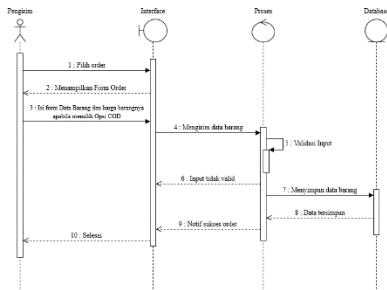 Pengirim Interface Proses Database
1 : Pilih order
2 : Menampilkan Form Order
3 : Isi form Data Barang dan harga barangnya
apabila memilih Opsi COD
4 : Mengirim data barang
5 : Validasi Input
6 : Input tidak valid
7 : Menyimpan data barang
8 : Data tersimpan
9 : Notif sukses order
10 : Selesai